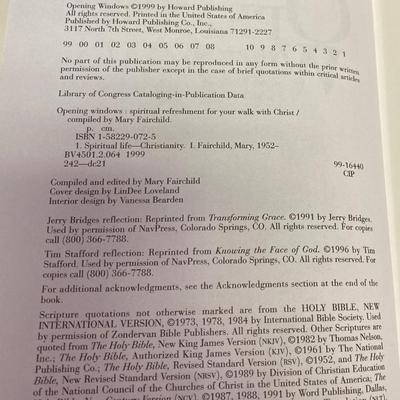 Opening Windows ©1999 by Howard Publishing
All rights reserved. Printed in the United States of America
Published by Howard Publishing Co., Inc.,
3117 North 7th Street, West Monroe, Louisiana 71291-2227
99 00 01 02 03 04 05 06 07 08 10 9 8 7 6 5 4 3 2 1
No part of this publication may be reproduced in any form without the prior written
permission of the publisher except in the case of brief quotations within critical articles
and reviews.
Library of Congress Cataloging-in-Publication Data
Opening windows : spiritual refreshment for your walk with Christ /
compiled by Mary Fairchild.
p. cm.
ISBN 1-58229-072-5
1. Spiritual life—Christianity. I. Fairchild, Mary, 1952–
BV4501.2.064 1999
242—dc21 99-16440
CIP
Compiled and edited by Mary Fairchild
Cover design by LinDee Loveland
Interior design by Vanessa Bearden
Jerry Bridges reflection: Reprinted from Transforming Grace. ©1991 by Jerry Bridges.
Used by permission of NavPress, Colorado Springs, CO. All rights reserved. For copies
call (800) 366-7788.
Tim Stafford reflection: Reprinted from Knowing the Face of God. ©1996 by Tim
Stafford. Used by permission of NavPress, Colorado Springs, CO. All rights reserved. For
copies call (800) 366-7788.
For additional acknowledgments, see the Acknowledgments section at the end of the
book.
Scripture quotations not otherwise marked are from the HOLY BIBLE, NEW
INTERNATIONAL VERSION, ©1973, 1978, 1984 by International Bible Society. Used
by permission of Zondervan Bible Publishers. All rights reserved. Other Scriptures are
quoted from The Holy Bible, New King James Version (NKJV), ©1982 by Thomas Nelson,
Inc.; The Holy Bible, Authorized King James Version (KJV), ©1961 by The National
Publishing Co.; The Holy Bible, Revised Standard Version (RSV), ©1952, and The Holy
Bible, New Revised Standard Version (NRSV), ©1989 by Division of Christian Education
of the National Council of the Churches of Christ in the United States of America; The
Century Version (NCV), ©1987, 1988, 1991 by Word Publishing, Dallas,